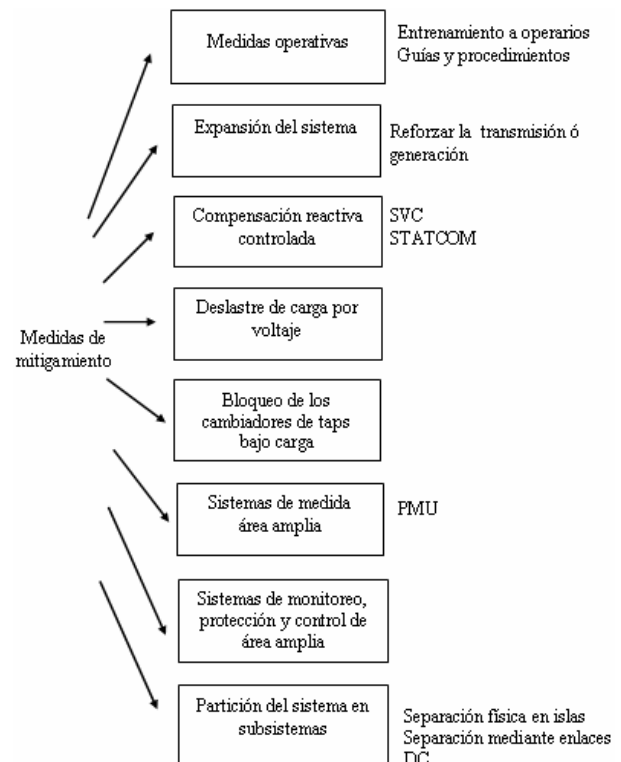 Medidas operativas
Entrenamiento a operarios
Guías y procedimientos
Expansión del sistema
Reforzar la transmisión ó
generación
Compensación reactiva
controlada
SVC
STATCOM
Deslastre de carga por
voltaje
Medidas de
mitigamiento
Bloqueo de los
cambiadores de taps
bajo carga
Sistemas de medida
área amplia
PMU
Sistemas de monitoreo,
protección y control de
área amplia
Partición del sistema en
subsistemas
Separación física en islas
Separación mediante enlaces
DC